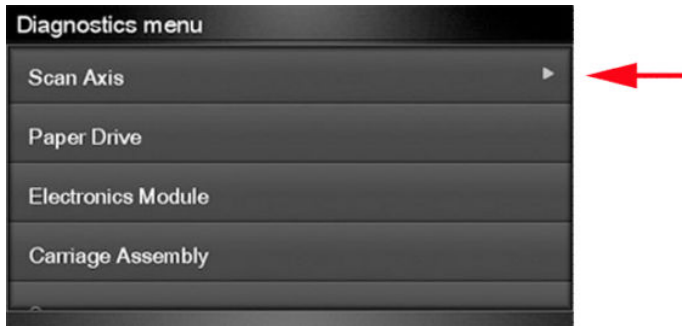 Diagnostics menu
Scan Axis
Paper Drive
Electronics Module
Carriage Assembly